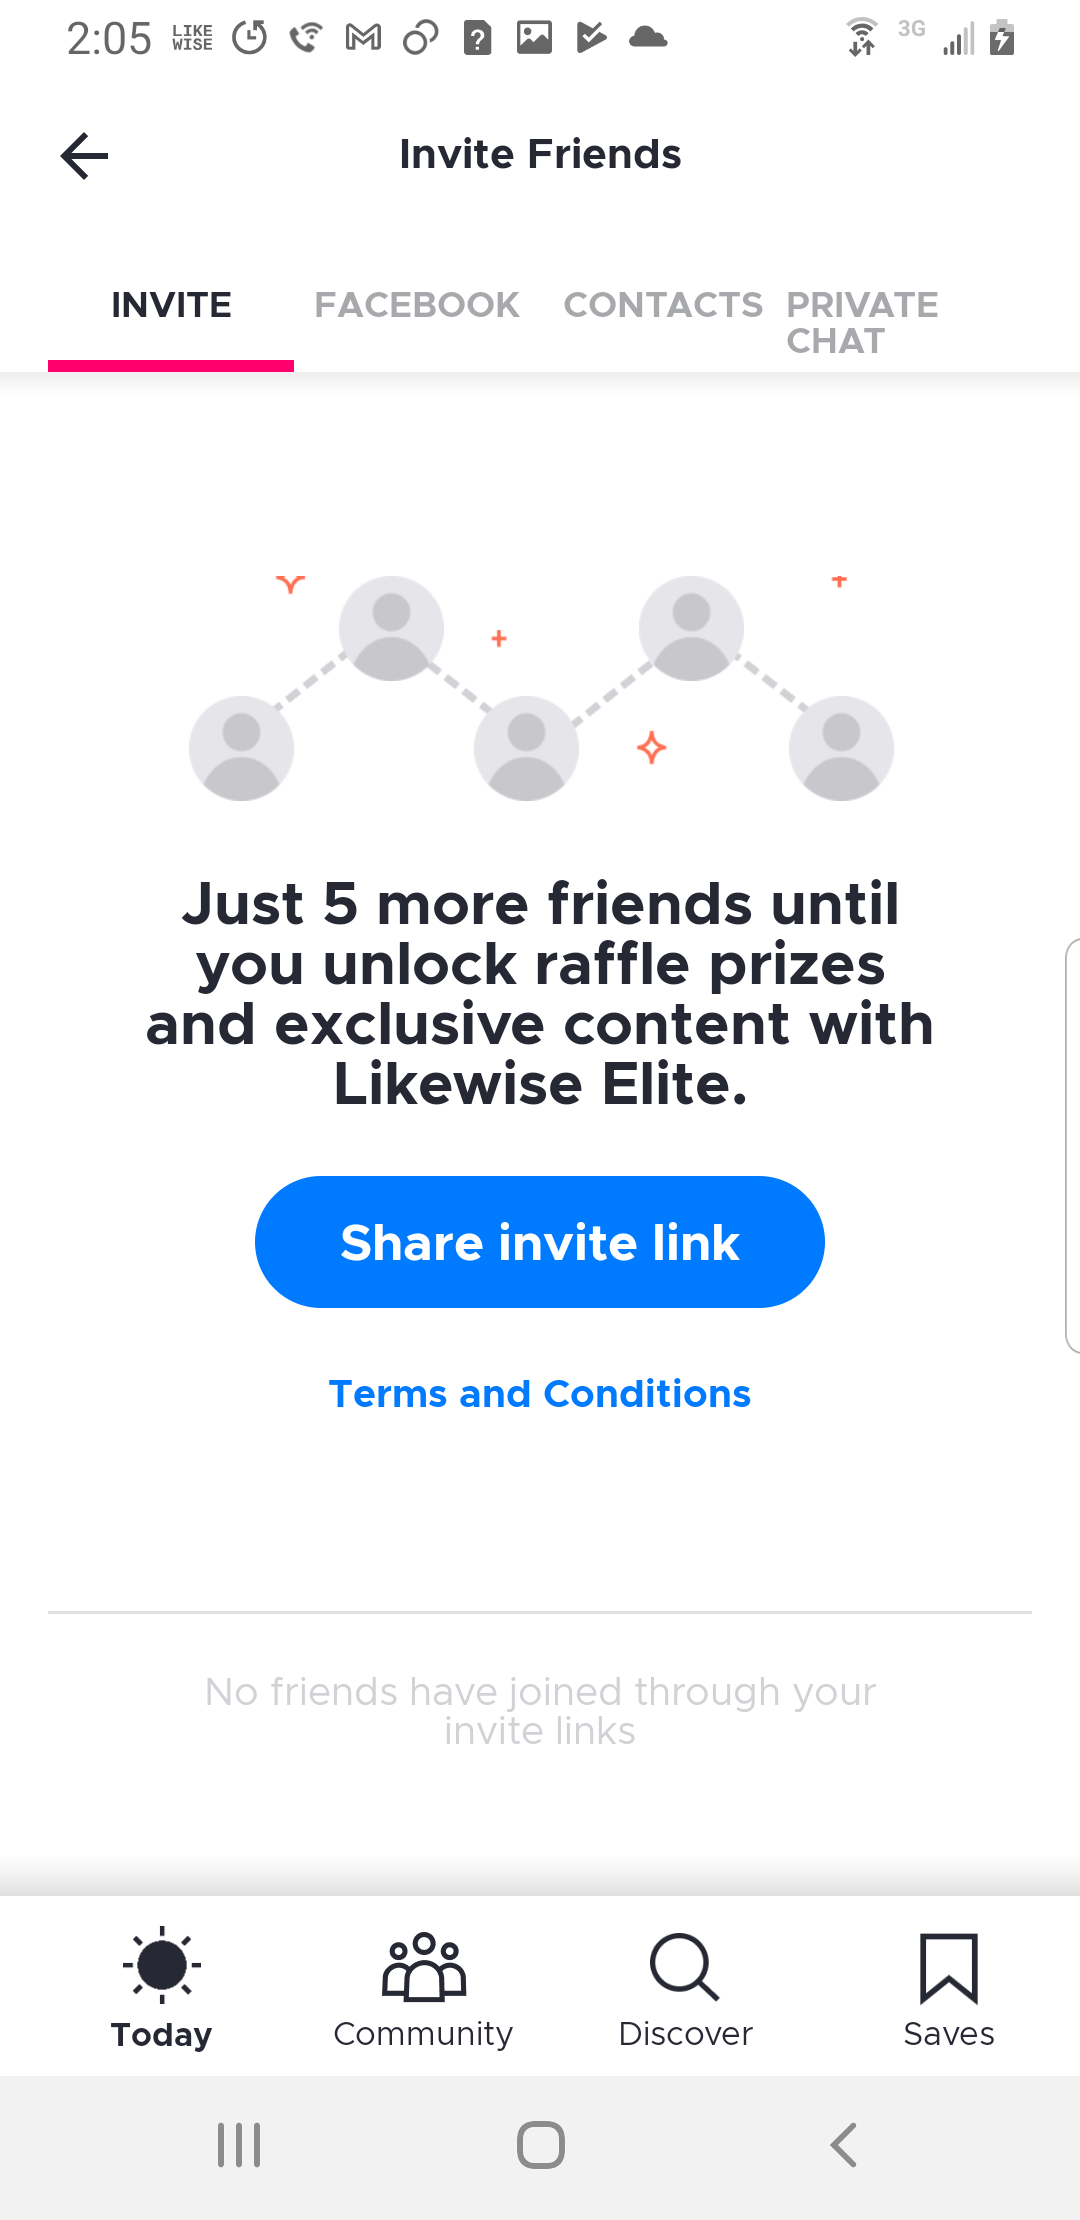 2:05
LIKE
WISE
3G
Invite Friends
INVITE
FACEBOOK
CONTACTS
PRIVATE
CHAT
Just 5 more friends until
you unlock raffle prizes
and exclusive content with
Likewise Elite.
Share invite link
Terms and Conditions
No friends have joined through your
invite links
Today
Community
Discover
Saves